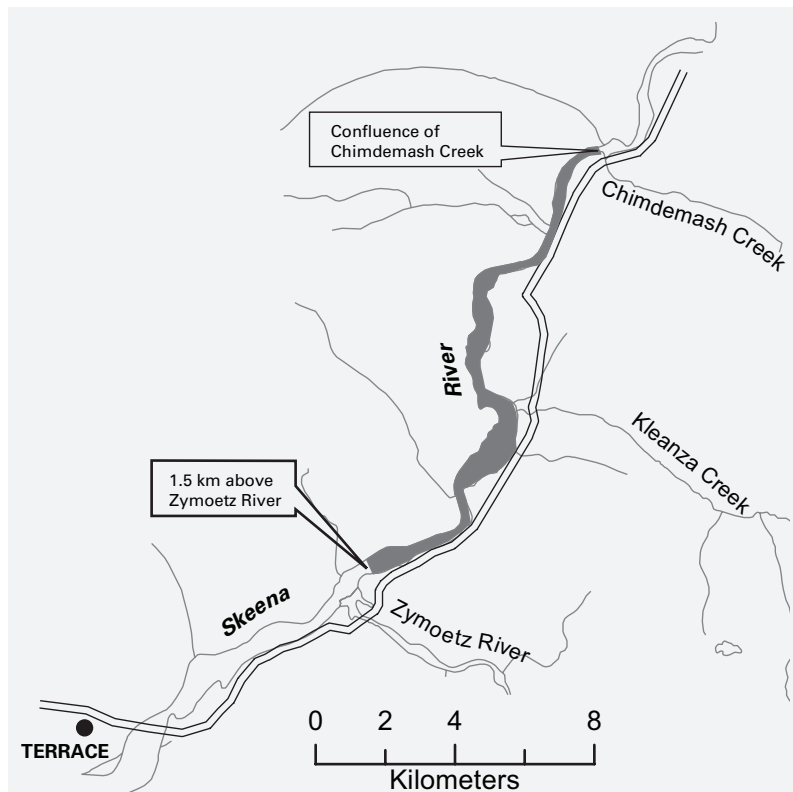 Confluence of
Chimdemash Creek
Chimdemash Creek
River
Kleanza Creek
1.5 km above
Zymoetz River
Skeena
Zymoetz River
TERRACE
0 2 4 8
Kilometers